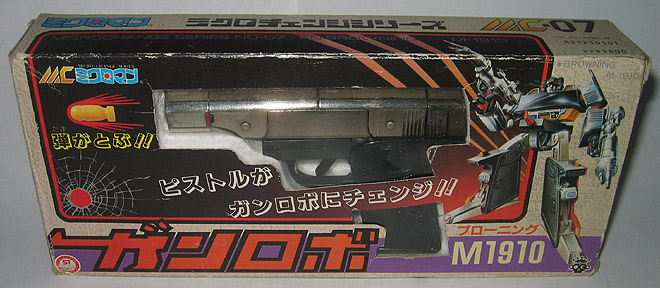 ミクロマン
ミクロチェンジシリーズ
MC-07
MICROCHANGE SERIES NO-07
MC ミクロマン
BROWNING
M-1910
弾がとぶ!!
ピストルが
ガンロボにチェンジ!!
ガンロボ
ブローニング
M1910